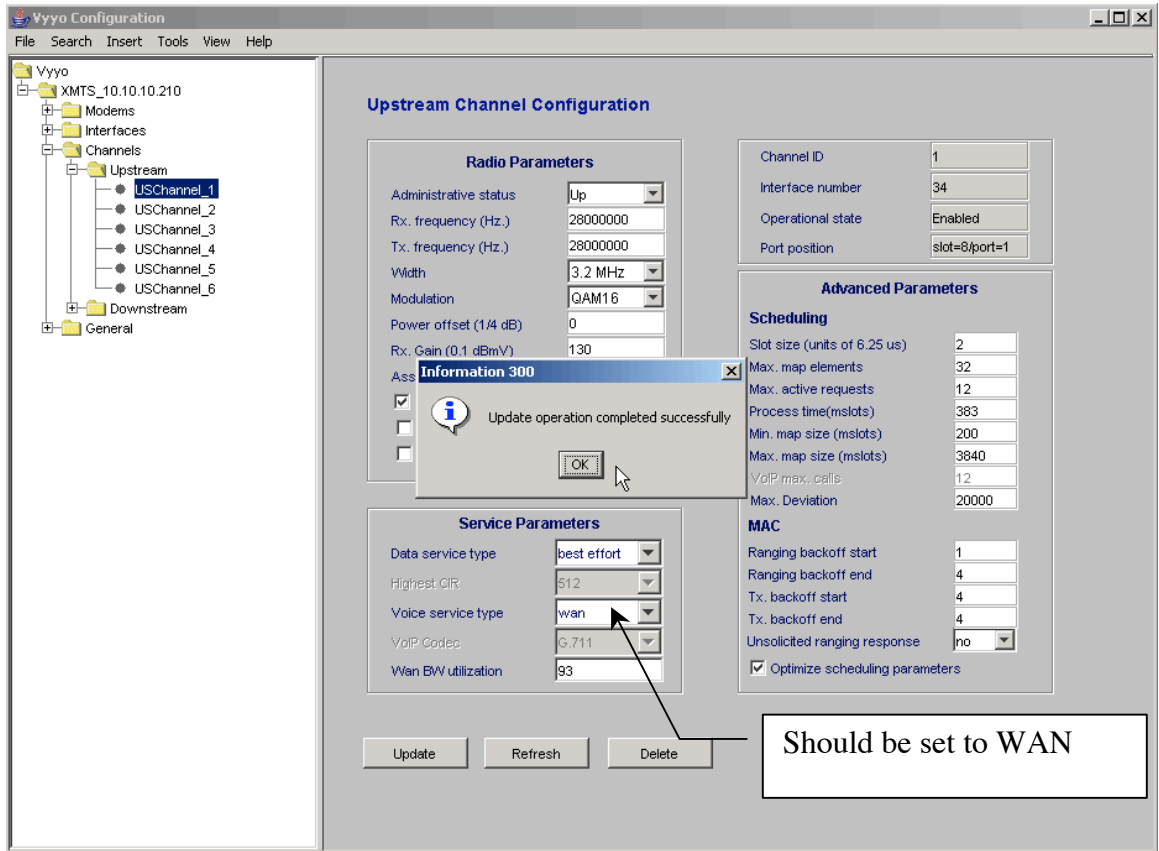 Vyyo Configuration
File Search Insert Tools View Help
Vyyo
XMTS_10.10.10.210
Modems
Interfaces
Channels
Upstream
USChannel_1
USChannel_2
USChannel_3
USChannel_4
USChannel_5
USChannel_6
Downstream
General
Upstream Channel Configuration
Radio Parameters
Administrative status Up
Rx. frequency (Hz.) 28000000
Tx. frequency (Hz.) 28000000
Width 3.2 MHz
Modulation QAM16
Power offset (1/4 dB) 0
Rx. Gain (0.1 dBmV) 130
Ass
Information 300
Update operation completed successfully
OK
Service Parameters
Data service type best effort
Highest CIR 512
Voice service type wan
VoIP Codec G.711
Wan BW utilization 93
Update Refresh Delete
Channel ID 1
Interface number 34
Operational state Enabled
Port position slot=8/port=1
Advanced Parameters
Scheduling
Slot size (units of 6.25 us) 2
Max. map elements 32
Max. active requests 12
Process time(mslots) 383
Min. map size (mslots) 200
Max. map size (mslots) 3840
VoIP max. calls 12
Max. Deviation 20000
MAC
Ranging backoff start 1
Ranging backoff end 4
Tx. backoff start 4
Tx. backoff end 4
Unsolicited ranging response no
Optimize scheduling parameters
Should be set to WAN